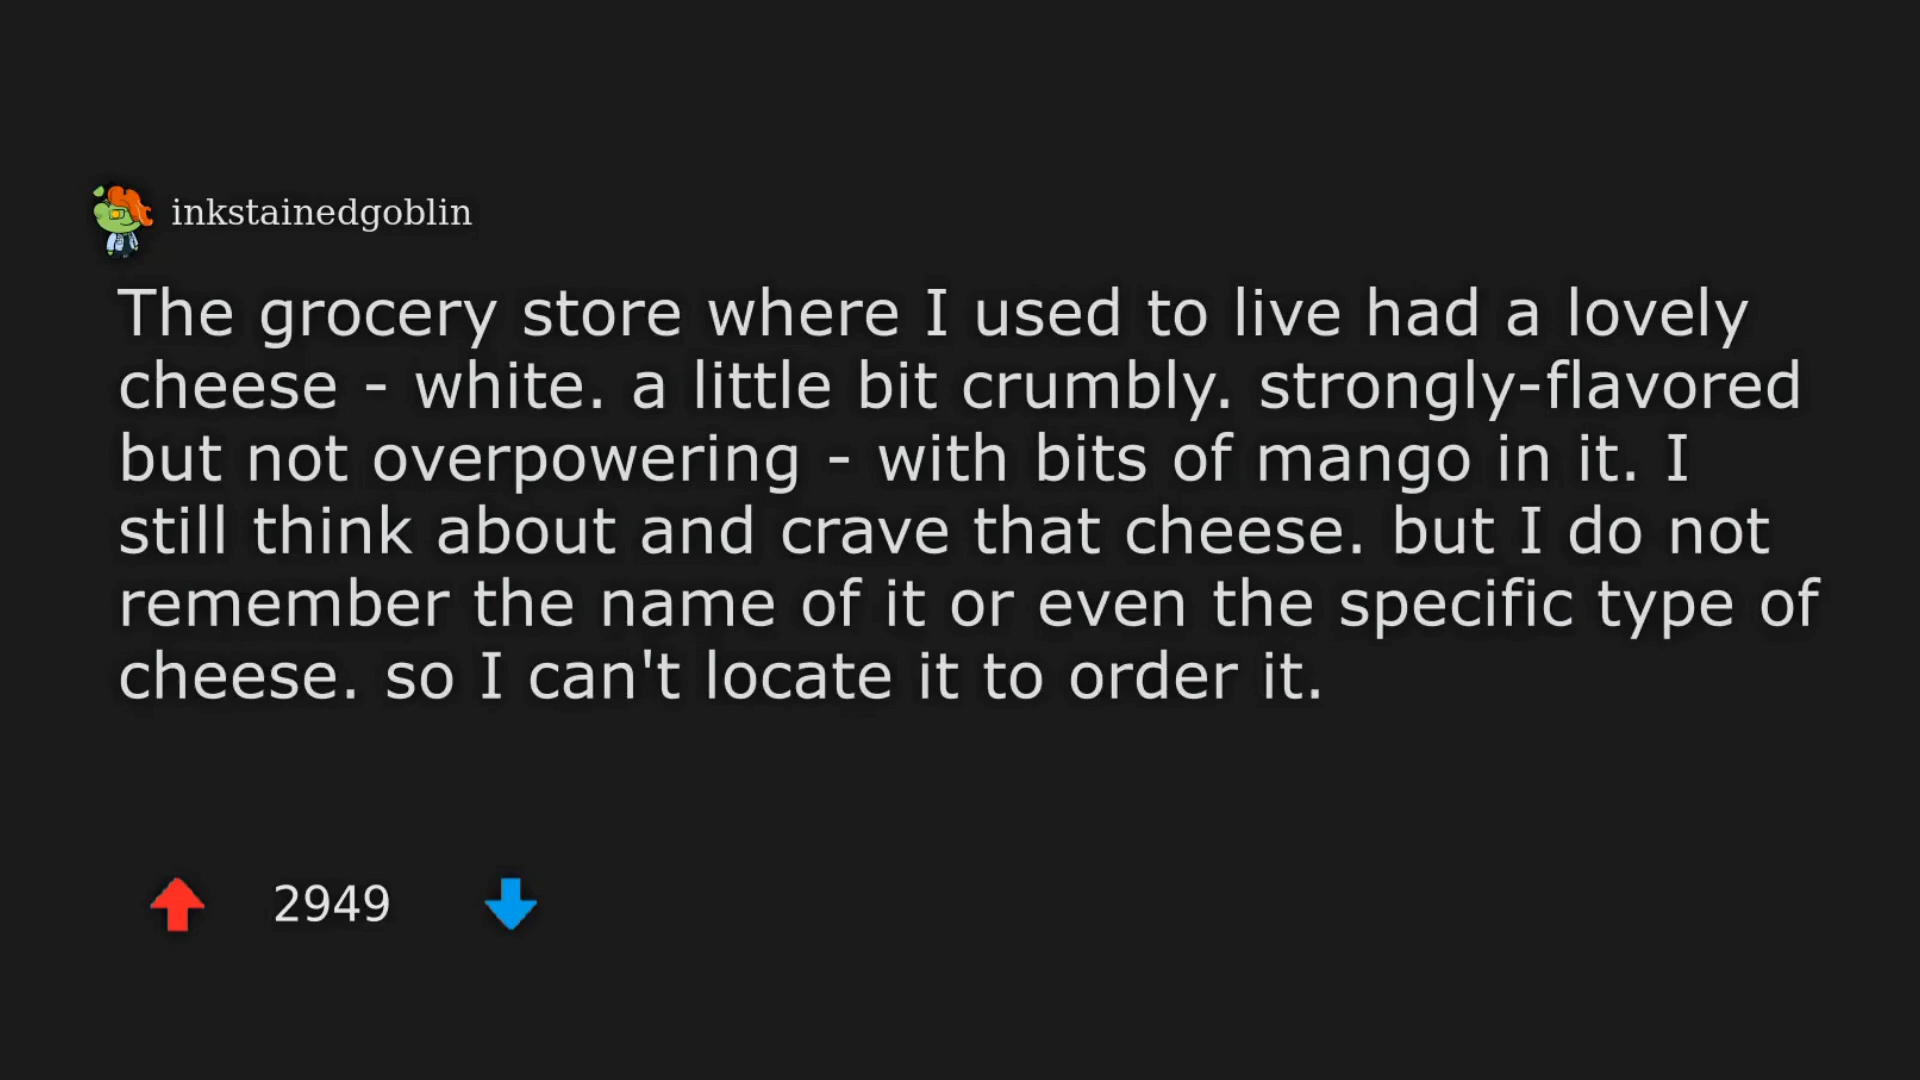 inkstainedgoblin
The grocery store where I used to live had a lovely
cheese - white. a little bit crumbly. strongly-flavored
but not overpowering - with bits of mango in it. I
still think about and crave that cheese. but I do not
remember the name of it or even the specific type of
cheese. so I can't locate it to order it.
2949